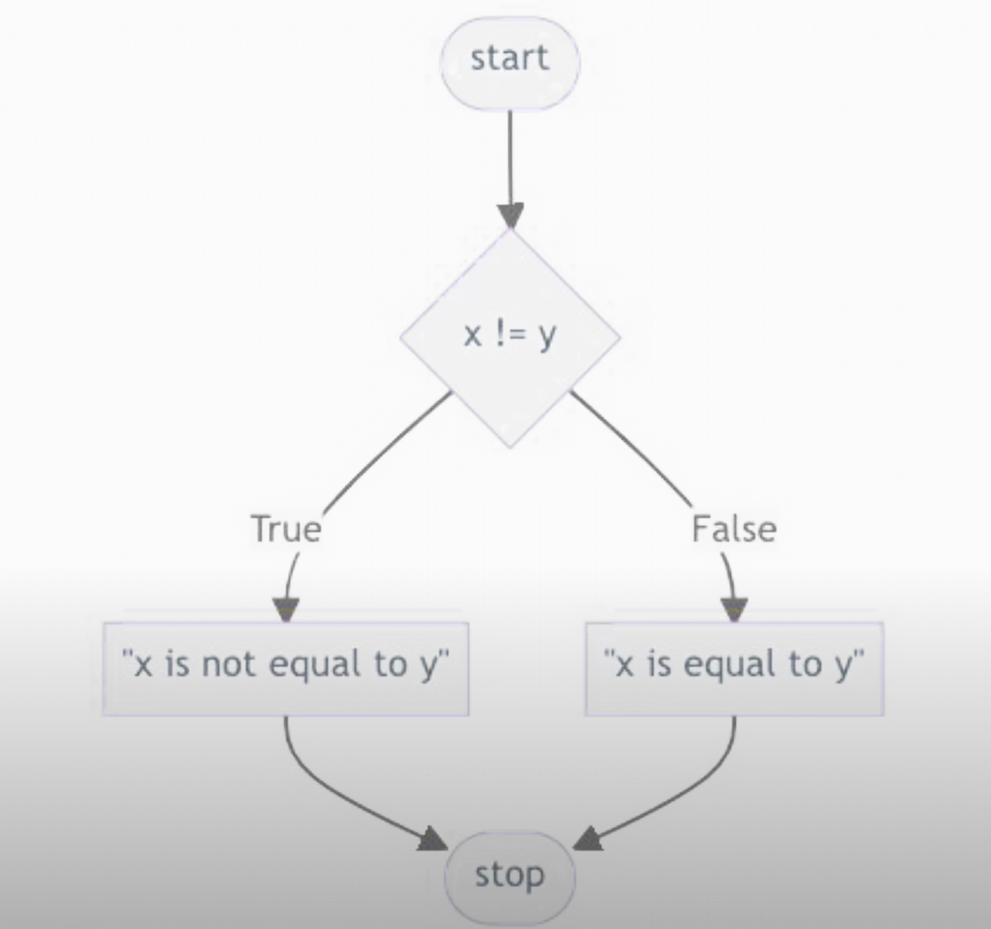 start
x != y
True
False
"x is not equal to y"
"x is equal to y"
stop